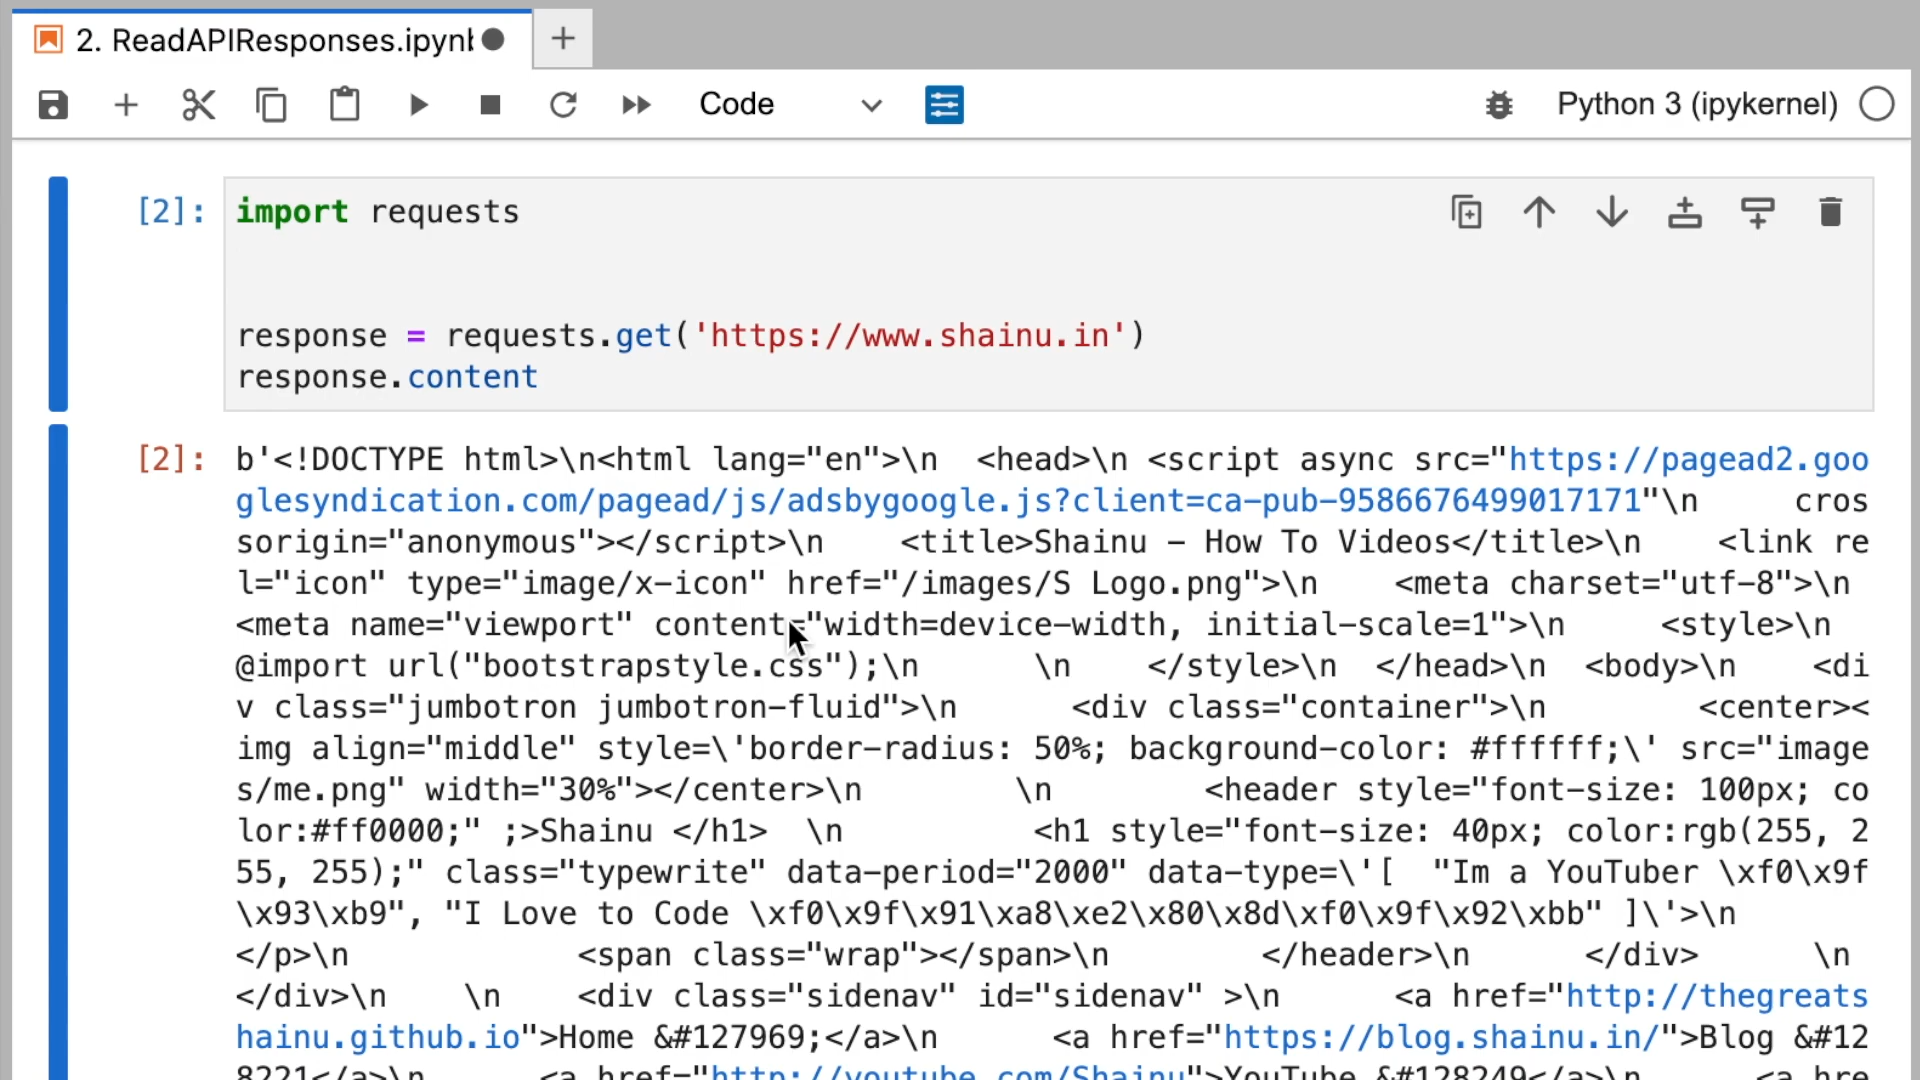 2. ReadAPIResponses.ipynb
Code
Python 3 (ipykernel)
[2]: import requests
response = requests.get('https://www.shainu.in')
response.content
[2]: b'<!DOCTYPE html>\n<html lang="en">\n  <head>\n <script async src="https://pagead2.goo
glesyndication.com/pagead/js/adsbygoogle.js?client=ca-pub-9586676499017171"\n     cros
sorigin="anonymous"></script>\n    <title>Shainu – How To Videos</title>\n    <link re
l="icon" type="image/x-icon" href="/images/S Logo.png">\n    <meta charset="utf-8">\n
<meta name="viewport" content="width=device-width, initial-scale=1">\n     <style>\n
@import url("bootstrapstyle.css");\n      \n    </style>\n  </head>\n  <body>\n    <di
v class="jumbotron jumbotron-fluid">\n      <div class="container">\n        <center><
img align="middle" style=\'border-radius: 50%; background-color: #ffffff;\' src="image
s/me.png" width="30%"></center>\n        \n        <header style="font-size: 100px; co
lor:#ff0000;" ;>Shainu </h1>  \n          <h1 style="font-size: 40px; color:rgb(255, 2
55, 255);" class="typewrite" data-period="2000" data-type=\'[  "Im a YouTuber \xf0\x9f
\x93\xb9", "I Love to Code \xf0\x9f\x91\xa8\xe2\x80\x8d\xf0\x9f\x92\xbb" ]\'>\n
</p>\n            <span class="wrap"></span>\n        </header>\n      </div>      \n
</div>\n    \n    <div class="sidenav" id="sidenav" >\n      <a href="http://thegreats
hainu.github.io">Home &#127969;</a>\n      <a href="https://blog.shainu.in/">Blog &#12
8221</a>\n      <a href="http://youtube.com/Shainu">YouTube &#128249</a>\n      <a hre